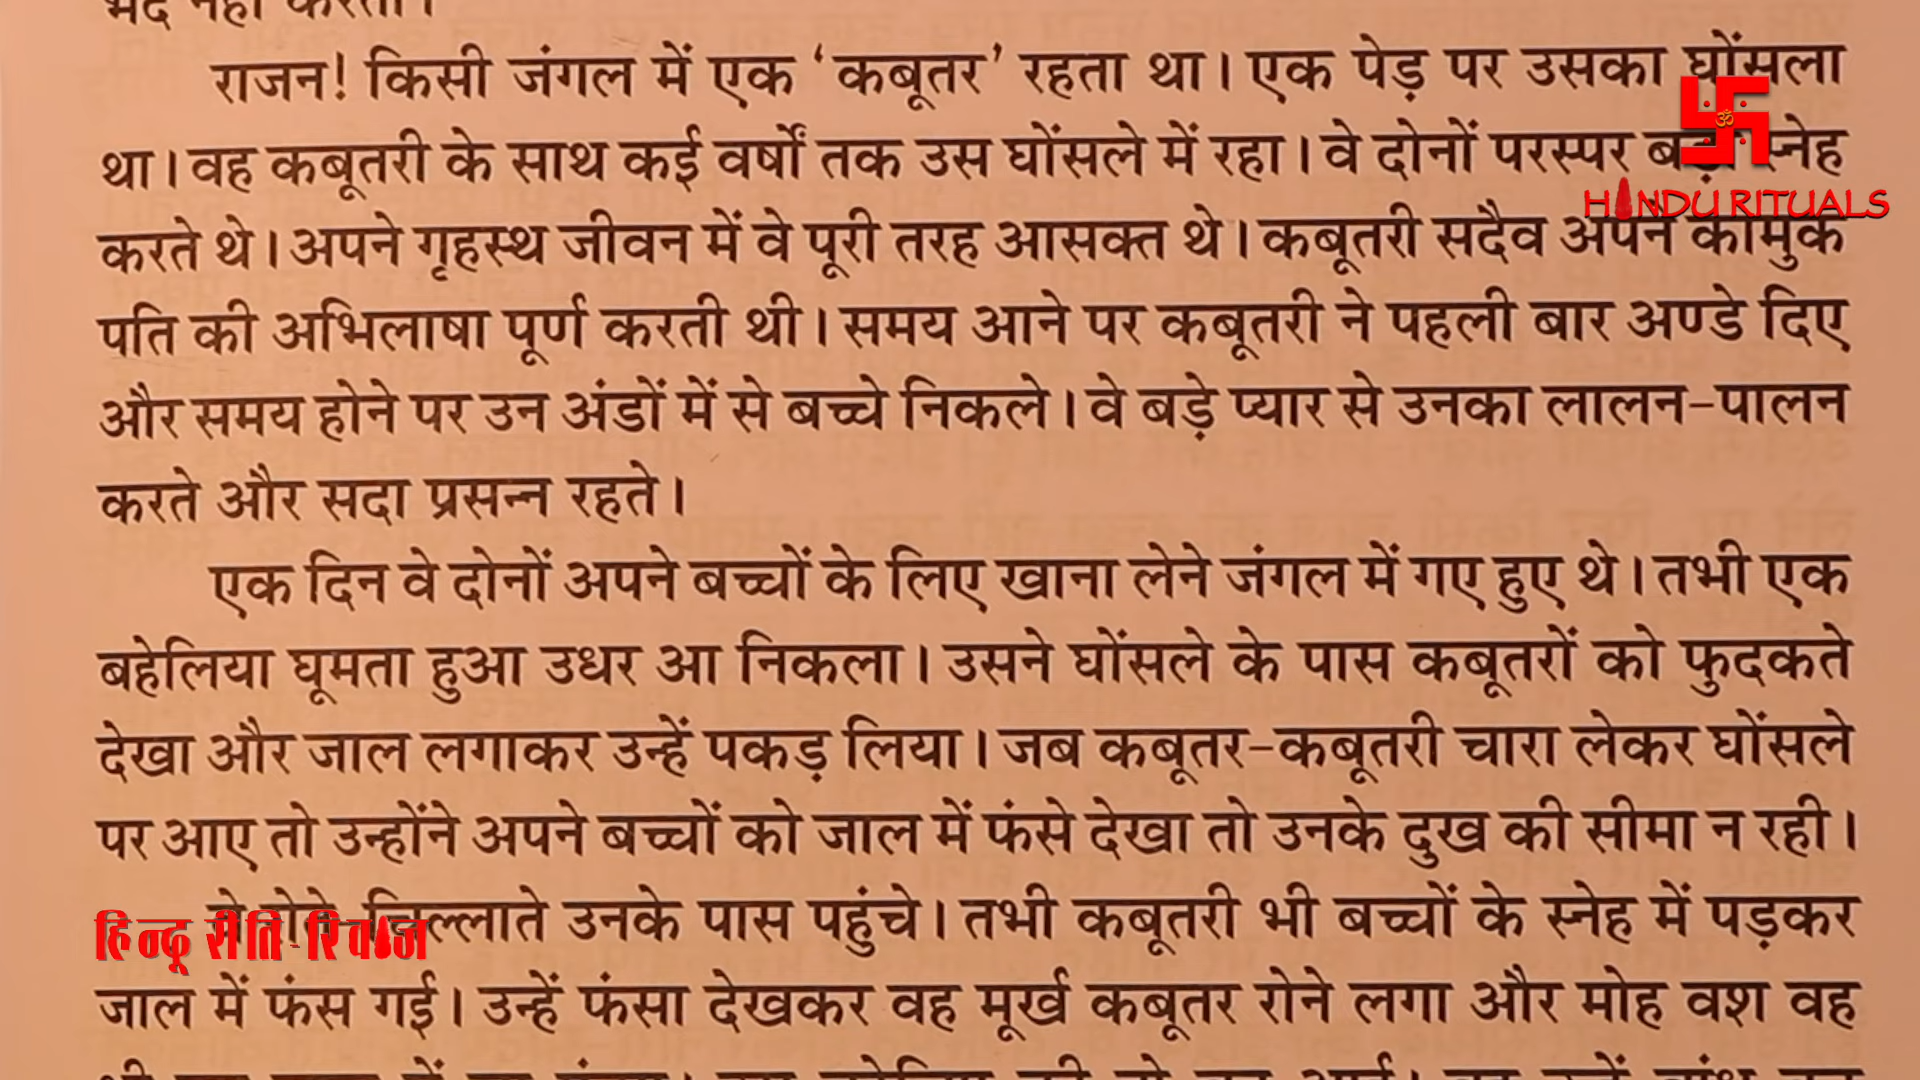 भेद नहीं करता।
राजन! किसी जंगल में एक ‘कबूतर’ रहता था। एक पेड़ पर उसका घोंसला
था। वह कबूतरी के साथ कई वर्षों तक उस घोंसले में रहा। वे दोनों परस्पर स्नेह
HINDU RITUALS
करते थे। अपने गृहस्थ जीवन में वे पूरी तरह आसक्त थे। कबूतरी सदैव अपने कामुक
पति की अभिलाषा पूर्ण करती थी। समय आने पर कबूतरी ने पहली बार अण्डे दिए
और समय होने पर उन अंडों में से बच्चे निकले। वे बड़े प्यार से उनका लालन-पालन
करते और सदा प्रसन्न रहते।
एक दिन वे दोनों अपने बच्चों के लिए खाना लेने जंगल में गए हुए थे। तभी एक
बहेलिया घूमता हुआ उधर आ निकला। उसने घोंसले के पास कबूतरों को फुदकते
देखा और जाल लगाकर उन्हें पकड़ लिया। जब कबूतर-कबूतरी चारा लेकर घोंसले
पर आए तो उन्होंने अपने बच्चों को जाल में फंसे देखा तो उनके दुख की सीमा न रही।
वे रोते-चिल्लाते उनके पास पहुंचे। तभी कबूतरी भी बच्चों के स्नेह में पड़कर
हिन्दू रीति-रिवाज
जाल में फंस गई। उन्हें फंसा देखकर वह मूर्ख कबूतर रोने लगा और मोह वश वह